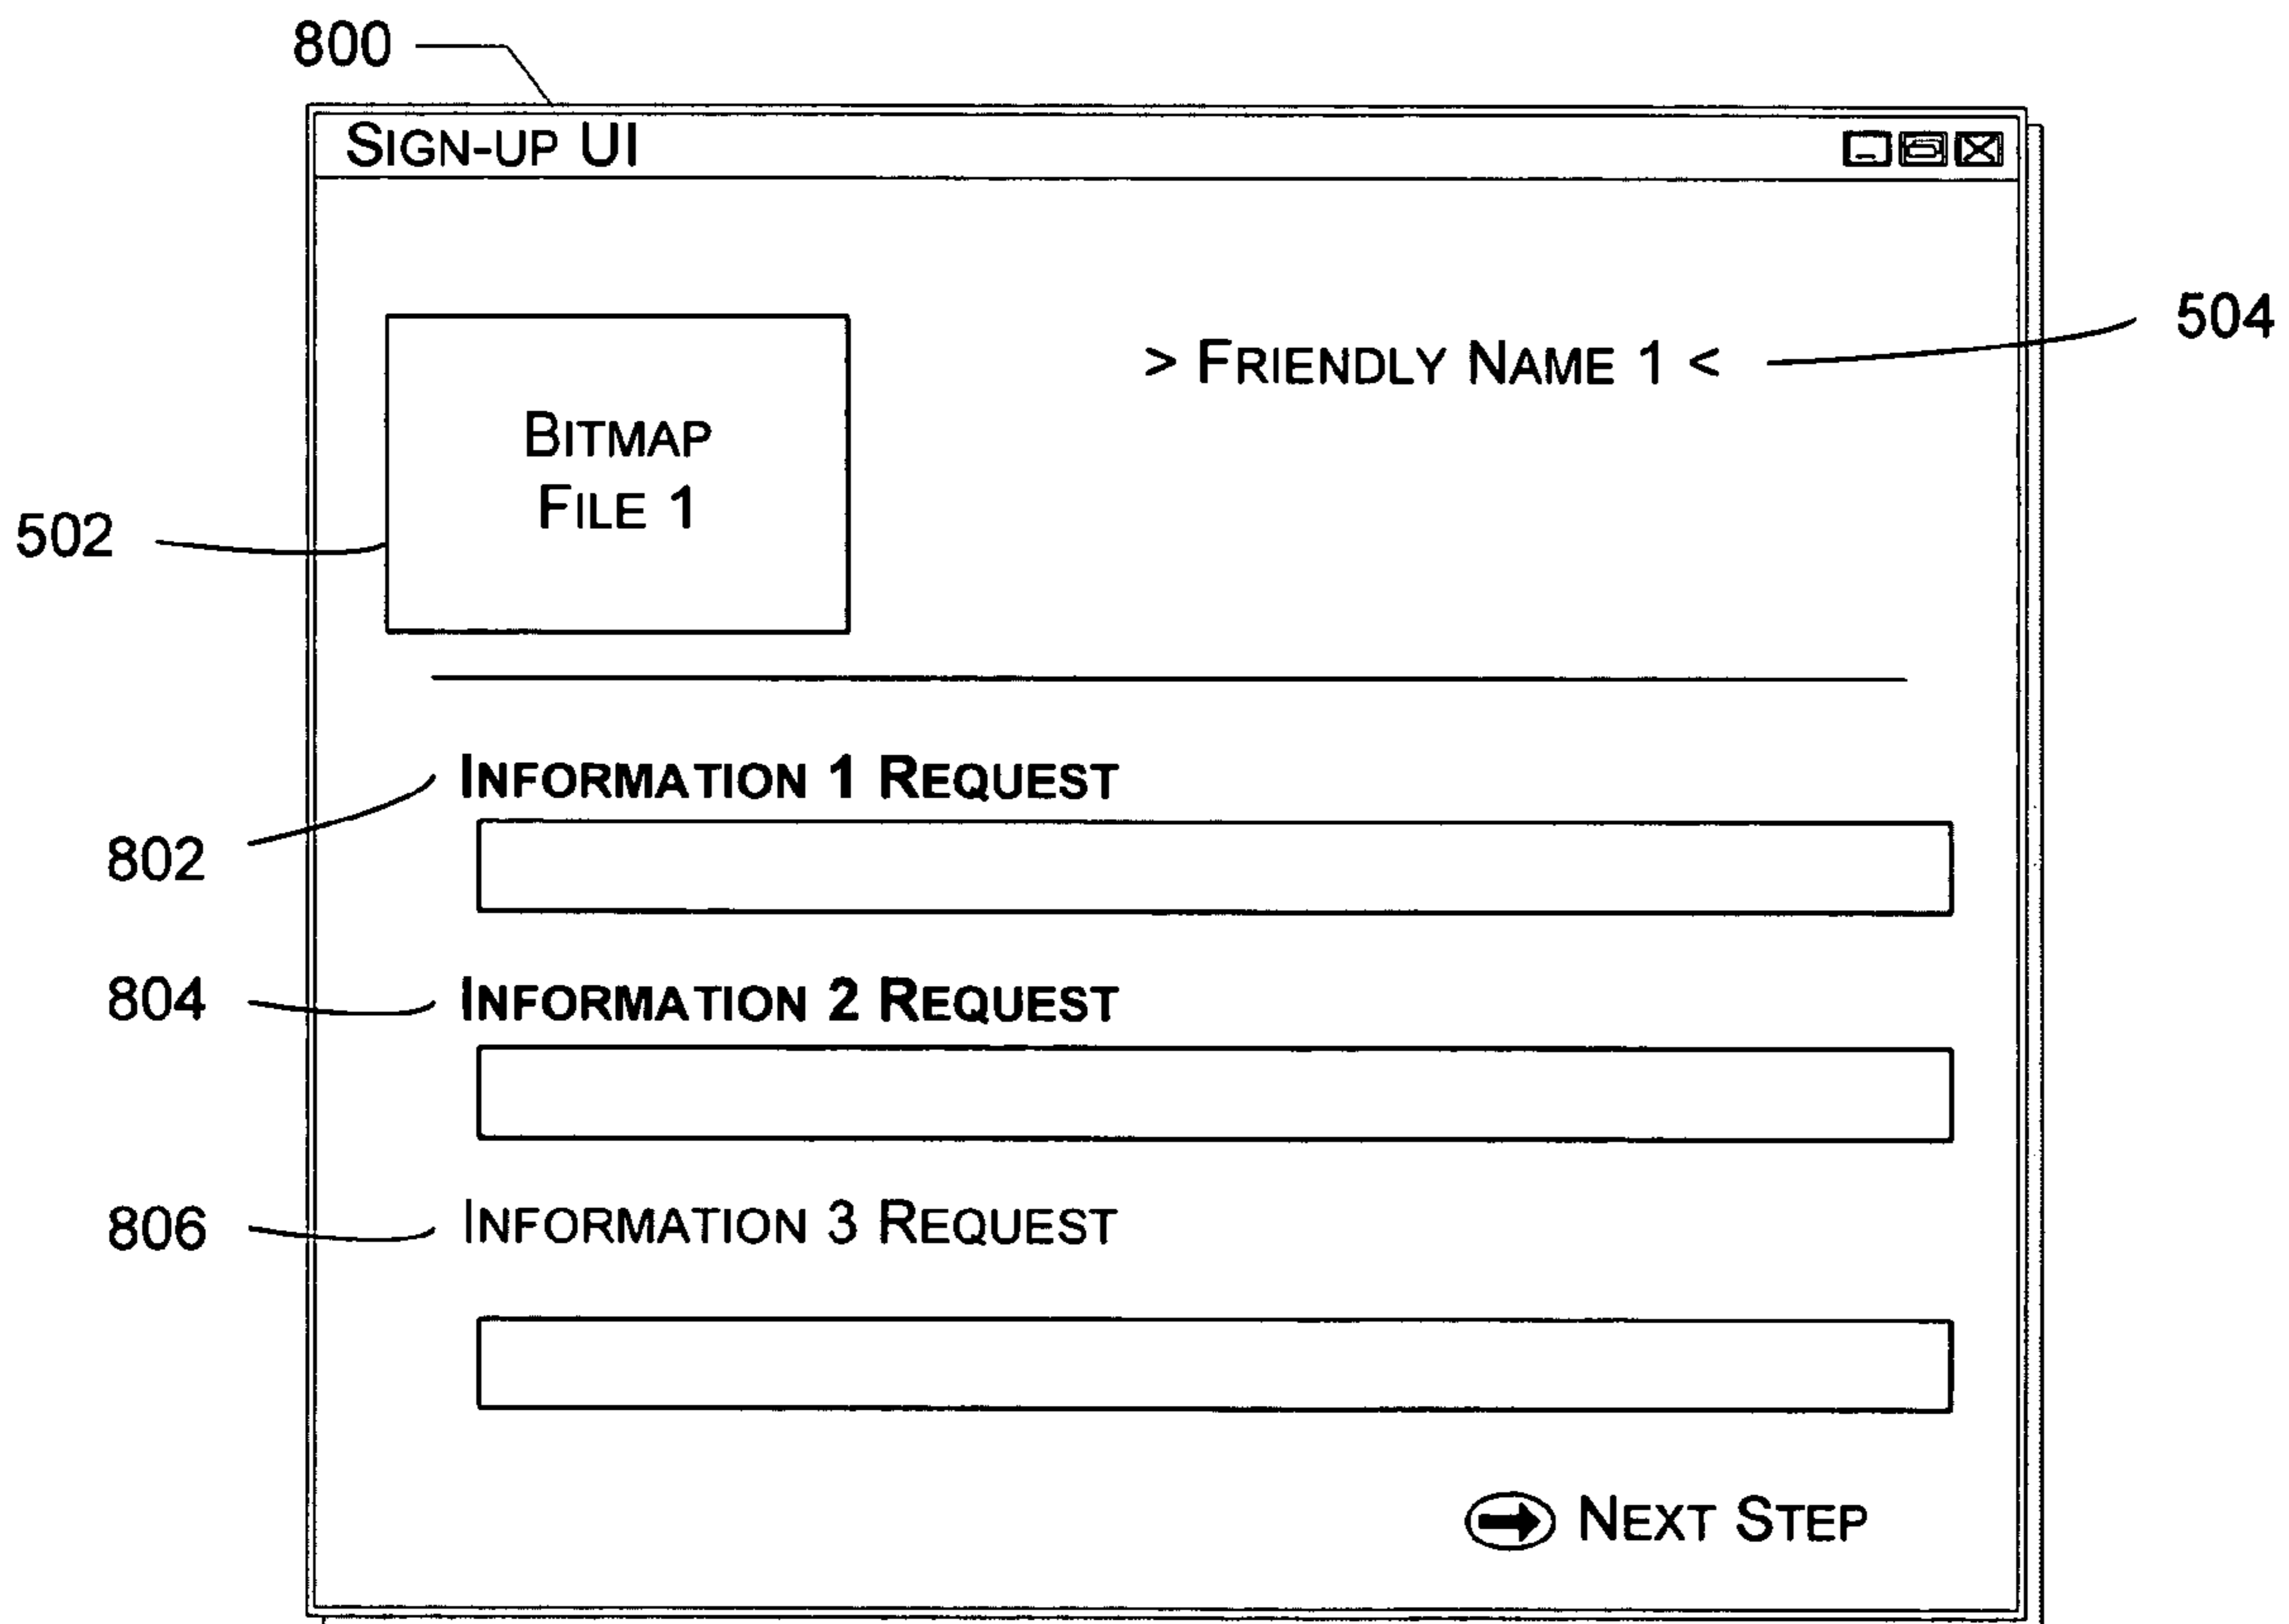 800
SIGN-UP UI
504
> FRIENDLY NAME 1 <
BITMAP
FILE 1
502
INFORMATION 1 REQUEST
802
804
INFORMATION 2 REQUEST
806
INFORMATION 3 REQUEST
NEXT STEP